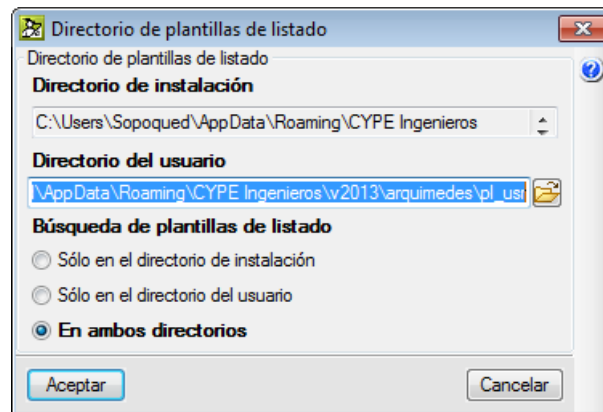 Directorio de plantillas de listado
Directorio de plantillas de listado
Directorio de instalación
C:\Users\Sopoqued\AppData\Roaming\CYPE Ingenieros
Directorio del usuario
\AppData\Roaming\CYPE Ingenieros\v2013\arquimedes\pl_usr
Búsqueda de plantillas de listado
Sólo en el directorio de instalación
Sólo en el directorio del usuario
En ambos directorios
Aceptar
Cancelar